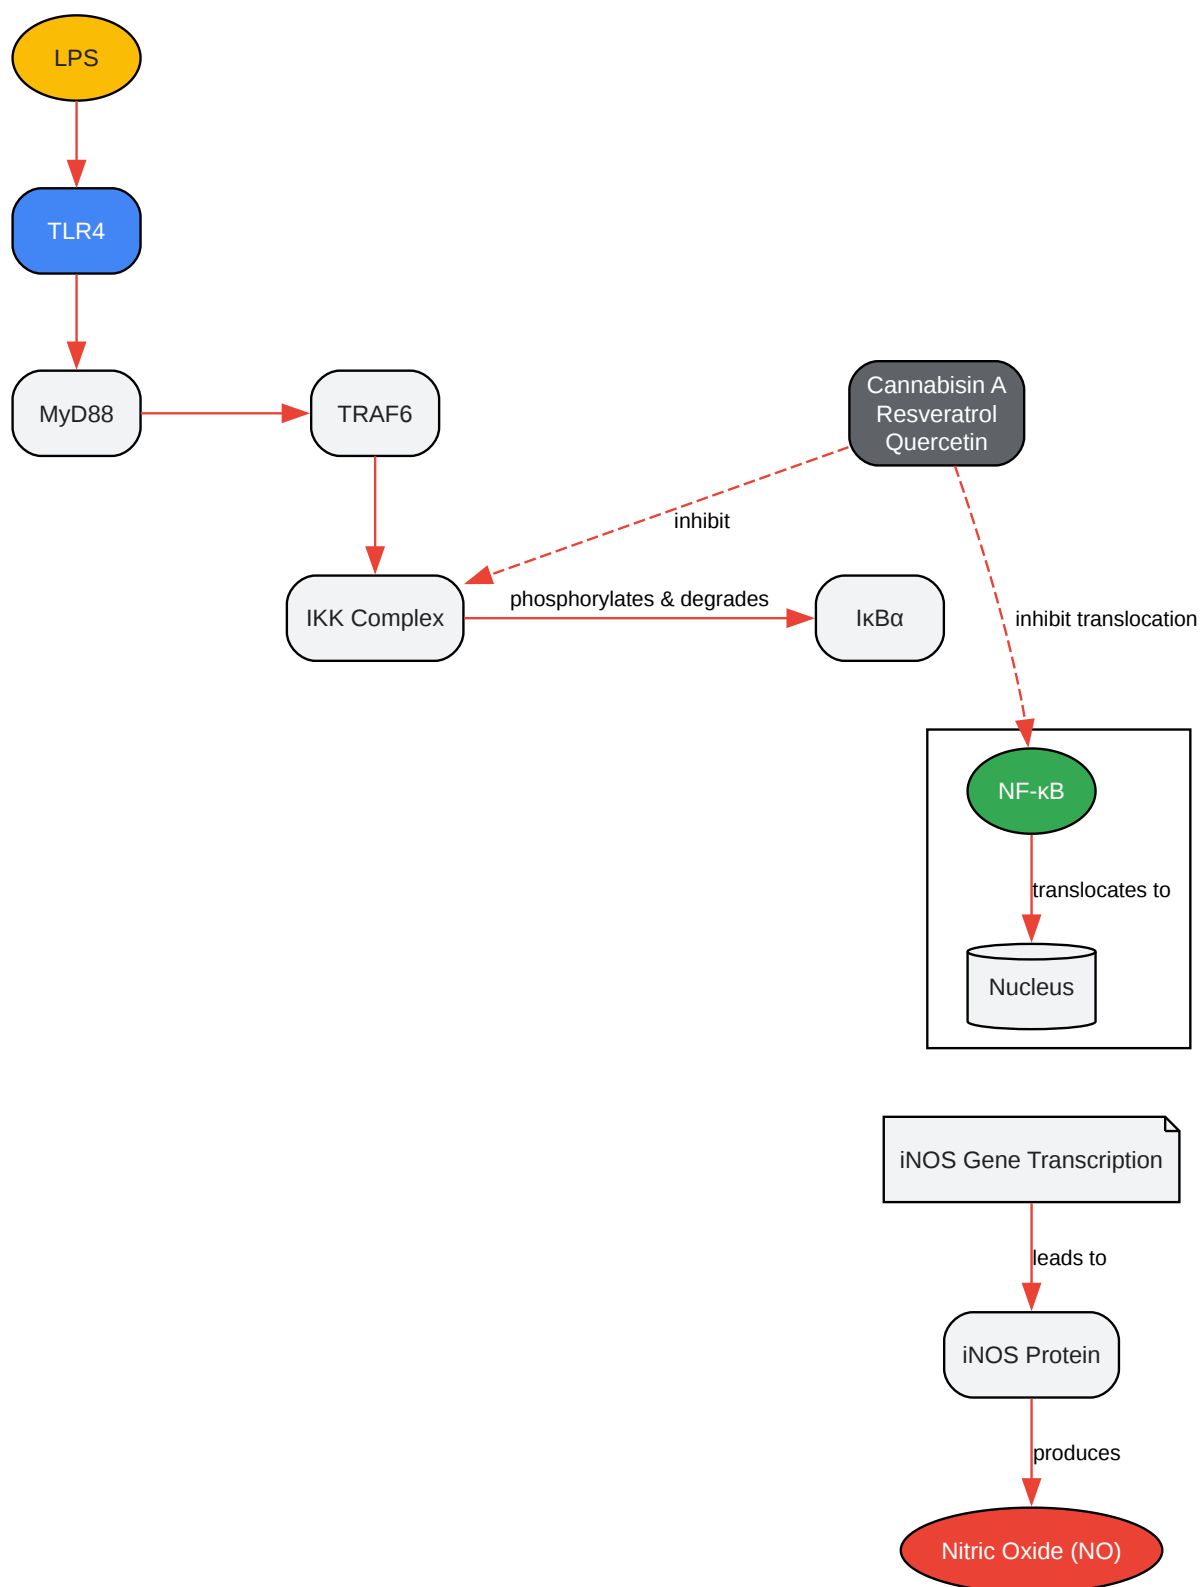 LPS
TLR4
MyD88
TRAF6
Cannabisin A
Resveratrol
Quercetin
inhibit
phosphorylates & degrades
IKK Complex
IκBα
inhibit translocation
NF-κB
translocates to
Nucleus
iNOS Gene Transcription
leads to
iNOS Protein
produces
Nitric Oxide (NO)